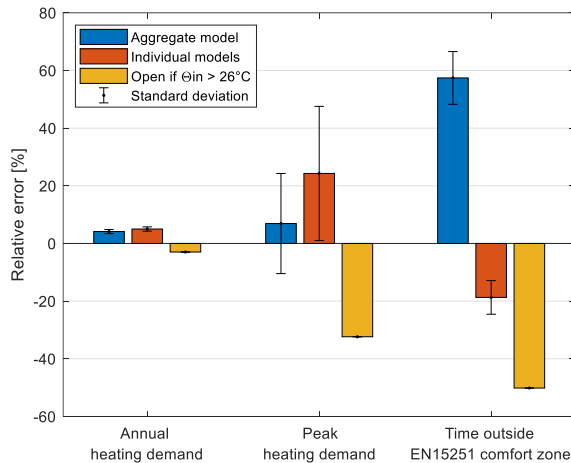 80
60
40
20
0
-20
-40
-60
Relative error [%]
Aggregate model
Individual models
Open if Θin > 26°C
Standard deviation
Annual
heating demand
Peak
heating demand
Time outside
EN15251 comfort zone